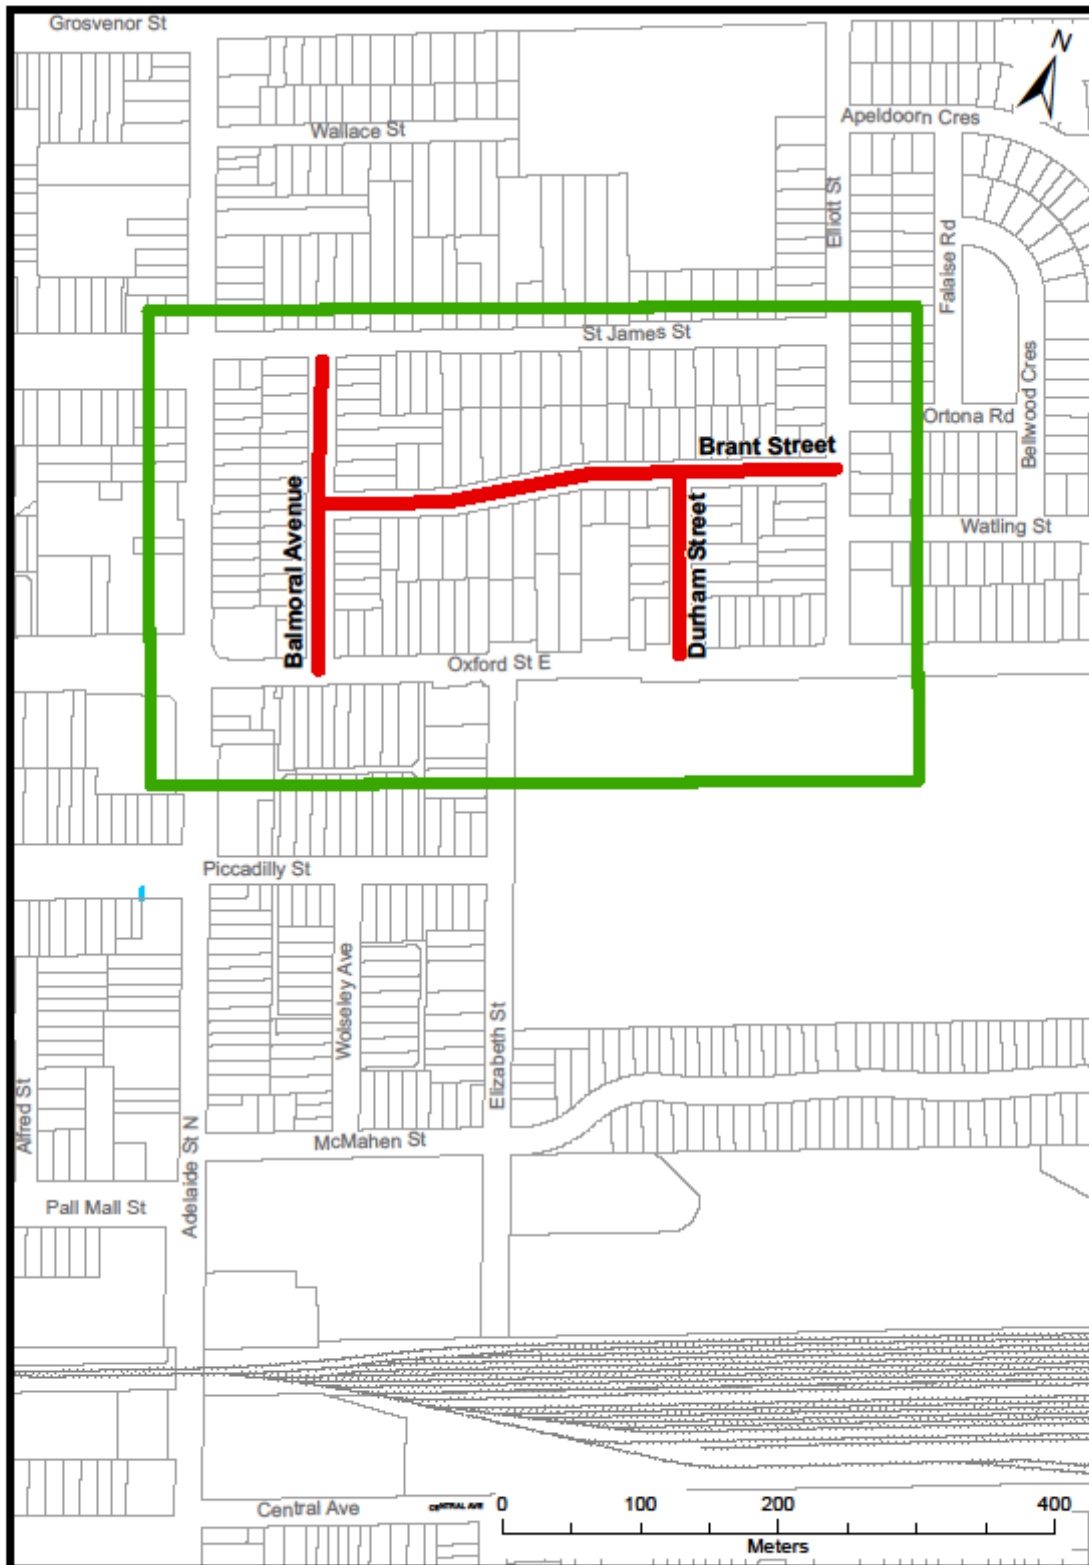 Grosvenor St
N
Wallace St
Apeldoorn Cres
Elliott St
Falaise Rd
St James St
Bellwood Cres
Ortona Rd
Brant Street
Balmoral Avenue
Durham Street
Watling St
Oxford St E
Piccadilly St
Wolseley Ave
Elizabeth St
Alfred St
McMahen St
Adelaide St N
Pall Mall St
Central Ave
CENTRAL AVE
0 100 200 400
Meters